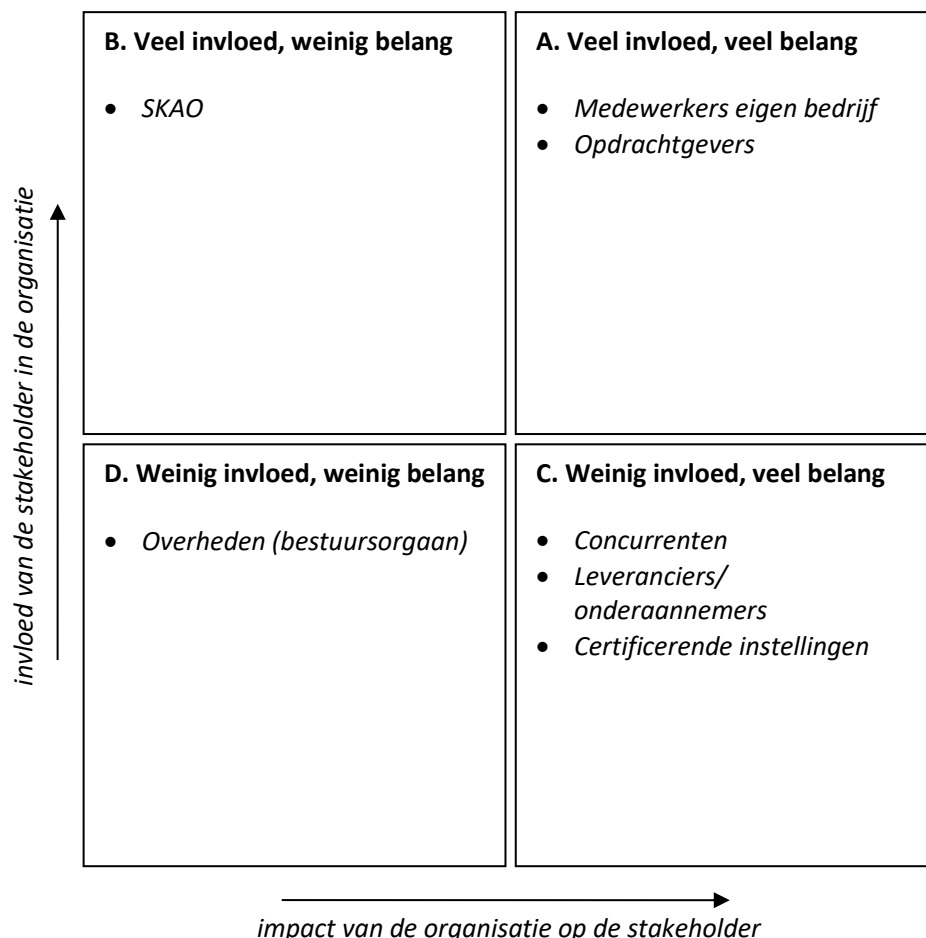 B. Veel invloed, weinig belang
• SKAO
A. Veel invloed, veel belang
• Medewerkers eigen bedrijf
• Opdrachtgevers
D. Weinig invloed, weinig belang
• Overheden (bestuursorgaan)
C. Weinig invloed, veel belang
• Concurrenten
• Leveranciers/
onderaannemers
• Certificerende instellingen
invloed van de stakeholder in de organisatie
impact van de organisatie op de stakeholder